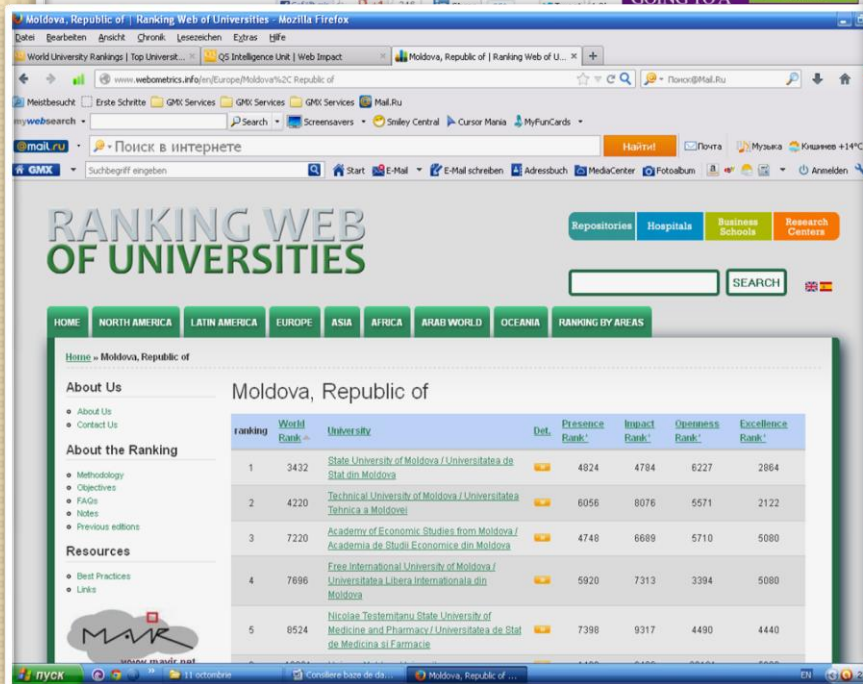 GOING TO A
Moldova, Republic of | Ranking Web of Universities - Mozilla Firefox
Datei Bearbeiten Ansicht Chronik Lesezeichen Extras Hilfe
World University Rankings | Top Universit... × QS Intelligence Unit | Web Impact × Moldova, Republic of | Ranking Web of U... × +
www.webometrics.info/en/Europe/Moldova%2C Republic of Поиск@Mail.Ru
Meistbesucht Erste Schritte GMX Services GMX Services GMX Services Mail.Ru
mywebsearch Search Screensavers Smiley Central Cursor Mania MyFunCards
@mail.ru Поиск в интернете Найти! Почта Музыка Кишинев +14°C
GMX Suchbegriff eingeben Start E-Mail E-Mail schreiben Adressbuch MediaCenter Fotoalbum Anmelden
RANKING WEB
OF UNIVERSITIES
Repositories Hospitals Business Schools Research Centers
SEARCH
HOME NORTH AMERICA LATIN AMERICA EUROPE ASIA AFRICA ARAB WORLD OCEANIA RANKING BY AREAS
Home » Moldova, Republic of
About Us
About Us
Contact Us
About the Ranking
Methodology
Objectives
FAQs
Notes
Previous editions
Resources
Best Practices
Links
MAVIR
www.mavir.net
Moldova, Republic of
ranking World Rank University Det. Presence Rank* Impact Rank* Openness Rank* Excellence Rank*
1 3432 State University of Moldova / Universitatea de Stat din Moldova 4824 4784 6227 2864
2 4220 Technical University of Moldova / Universitatea Tehnica a Moldovei 6056 8076 5571 2122
3 7220 Academy of Economic Studies from Moldova / Academia de Studii Economice din Moldova 4748 6689 5710 5080
4 7696 Free International University of Moldova / Universitatea Libera Internationala din Moldova 5920 7313 3394 5080
5 8524 Nicolae Testemitanu State University of Medicine and Pharmacy / Universitatea de Stat de Medicina si Farmacie 7398 9317 4490 4440
пуск 11 octombrie Consiliere baze de da... Moldova, Republic of ... EN